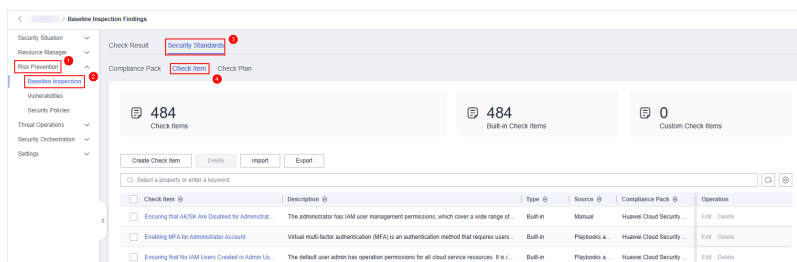 / Baseline Inspection Findings
Security Situation
Resource Manager
Risk Prevention
1
Baseline Inspection
2
Vulnerabilities
Security Policies
Threat Operations
Security Orchestration
Settings
Check Result
Security Standards
3
Compliance Pack
Check Item
Check Plan
4
484
Check Items
484
Built-in Check Items
0
Custom Check Items
Create Check Item
Delete
Import
Export
Select a property or enter a keyword.
Check Item Description Type Source Compliance Pack Operation
Ensuring that AK/SK Are Disabled for Administrat... The administrator has IAM user management permissions, which cover a wide range of... Built-in Manual Huawei Cloud Security ... Edit Delete
Enabling MFA for Administrator Account Virtual multi-factor authentication (MFA) is an authentication method that requires users... Built-in Playbooks a... Huawei Cloud Security ... Edit Delete
Ensuring that No IAM Users Created in Admin Us... The default user admin has operation permissions for all cloud service resources. It is i... Built-in Playbooks a... Huawei Cloud Security ... Edit Delete